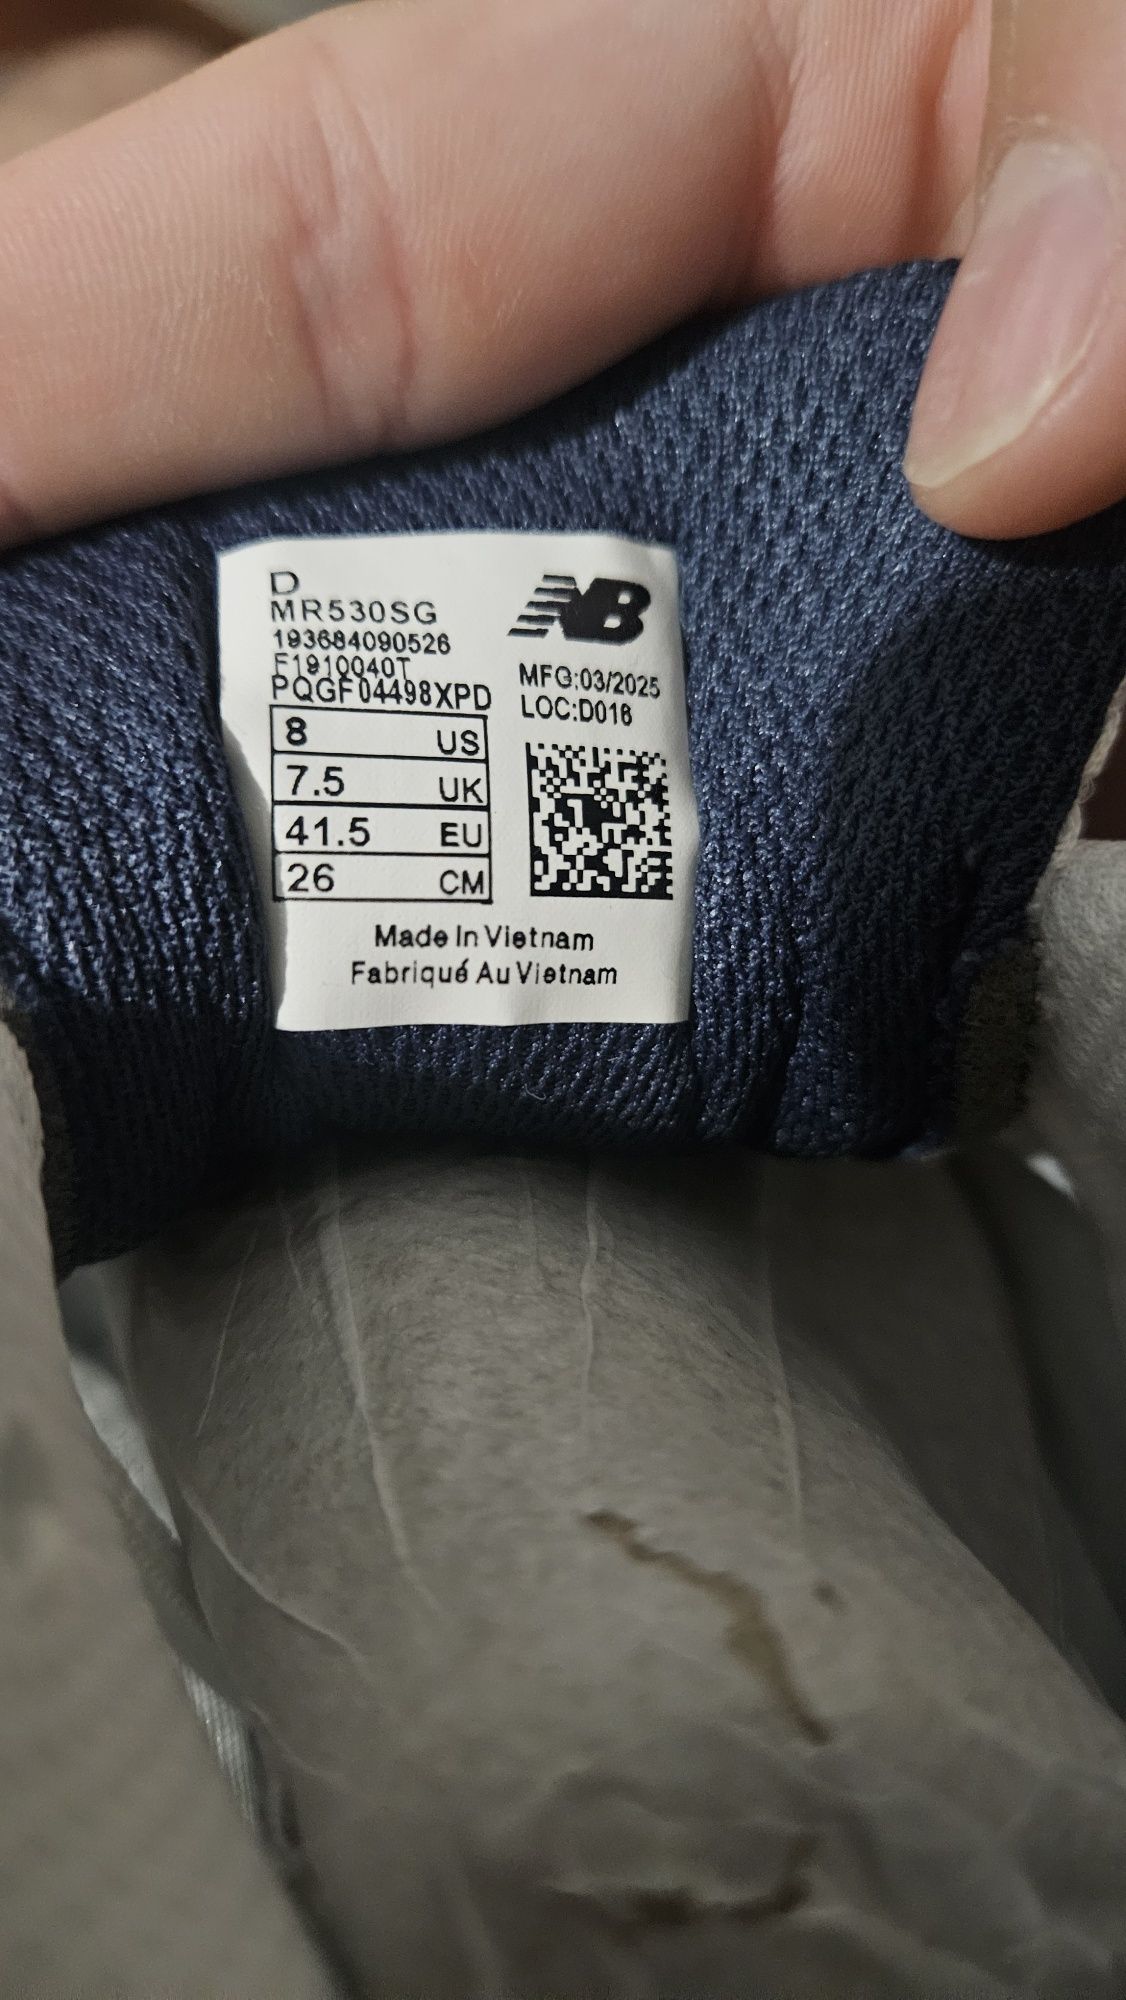 D
MR530SG
193684090526
F1910040T
PQGF04498XPD
8 US
7.5 UK
41.5 EU
26 CM
NB
MFG:03/2025
LOC:D016
Made In Vietnam
Fabriqué Au Vietnam